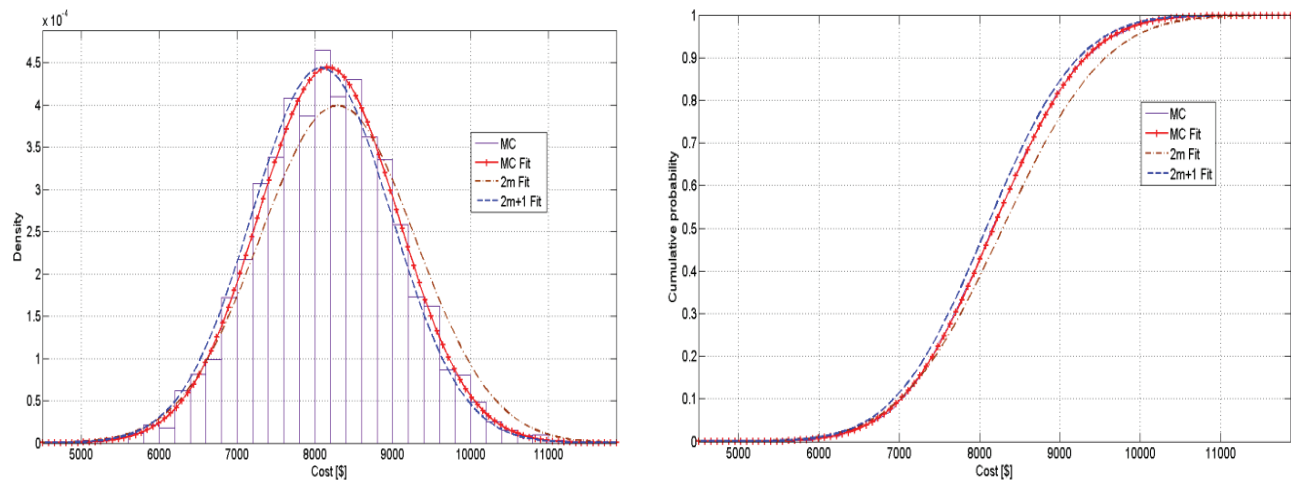 x 10⁻⁴
4.5
4
3.5
3
2.5
2
1.5
1
0.5
0
Density
5000 6000 7000 8000 9000 10000 11000
Cost [$]
MC
MC Fit
2m Fit
2m+1 Fit
1
0.9
0.8
0.7
0.6
0.5
0.4
0.3
0.2
0.1
0
Cumulative probability
5000 6000 7000 8000 9000 10000 11000
Cost [$]
MC
MC Fit
2m Fit
2m+1 Fit